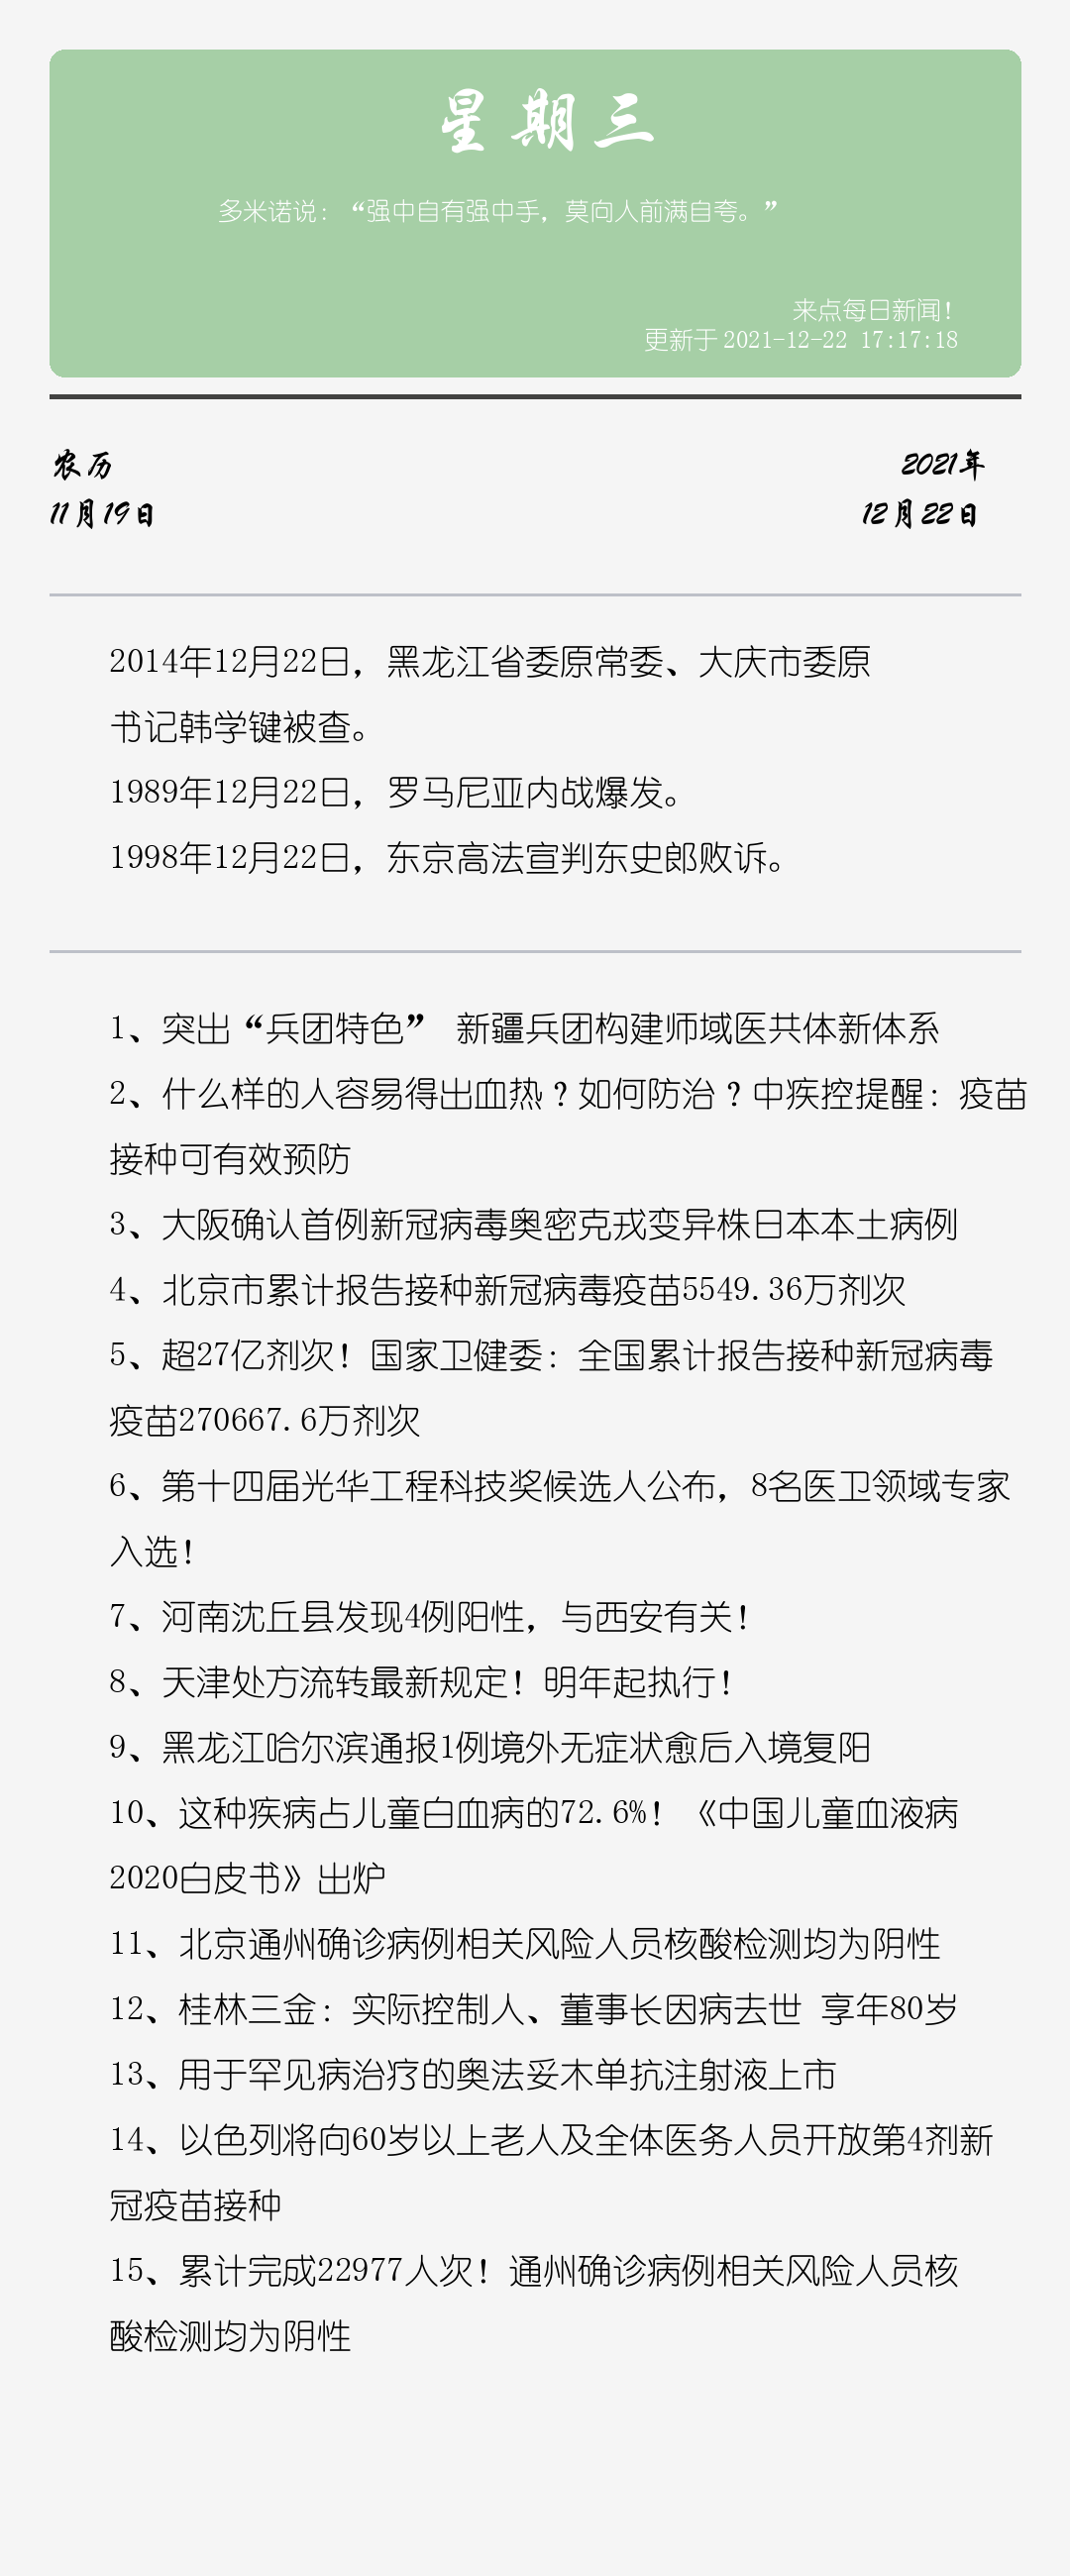 星期三
多米诺说：“强中自有强中手，莫向人前满自夸。”
来点每日新闻！
更新于2021-12-22 17:17:18
农历
2021年
11月19日
12月22日
2014年12月22日，黑龙江省委原常委、大庆市委原
书记韩学键被查。
1989年12月22日，罗马尼亚内战爆发。
1998年12月22日，东京高法宣判东史郎败诉。
1、突出“兵团特色” 新疆兵团构建师域医共体新体系
2、什么样的人容易得出血热？如何防治？中疾控提醒：疫苗
接种可有效预防
3、大阪确认首例新冠病毒奥密克戎变异株日本本土病例
4、北京市累计报告接种新冠病毒疫苗5549.36万剂次
5、超27亿剂次！国家卫健委：全国累计报告接种新冠病毒
疫苗270667.6万剂次
6、第十四届光华工程科技奖候选人公布，8名医卫领域专家
入选！
7、河南沈丘县发现4例阳性，与西安有关！
8、天津处方流转最新规定！明年起执行！
9、黑龙江哈尔滨通报1例境外无症状愈后入境复阳
10、这种疾病占儿童白血病的72.6%！《中国儿童血液病
2020白皮书》出炉
11、北京通州确诊病例相关风险人员核酸检测均为阴性
12、桂林三金：实际控制人、董事长因病去世 享年80岁
13、用于罕见病治疗的奥法妥木单抗注射液上市
14、以色列将向60岁以上老人及全体医务人员开放第4剂新
冠疫苗接种
15、累计完成22977人次！通州确诊病例相关风险人员核
酸检测均为阴性